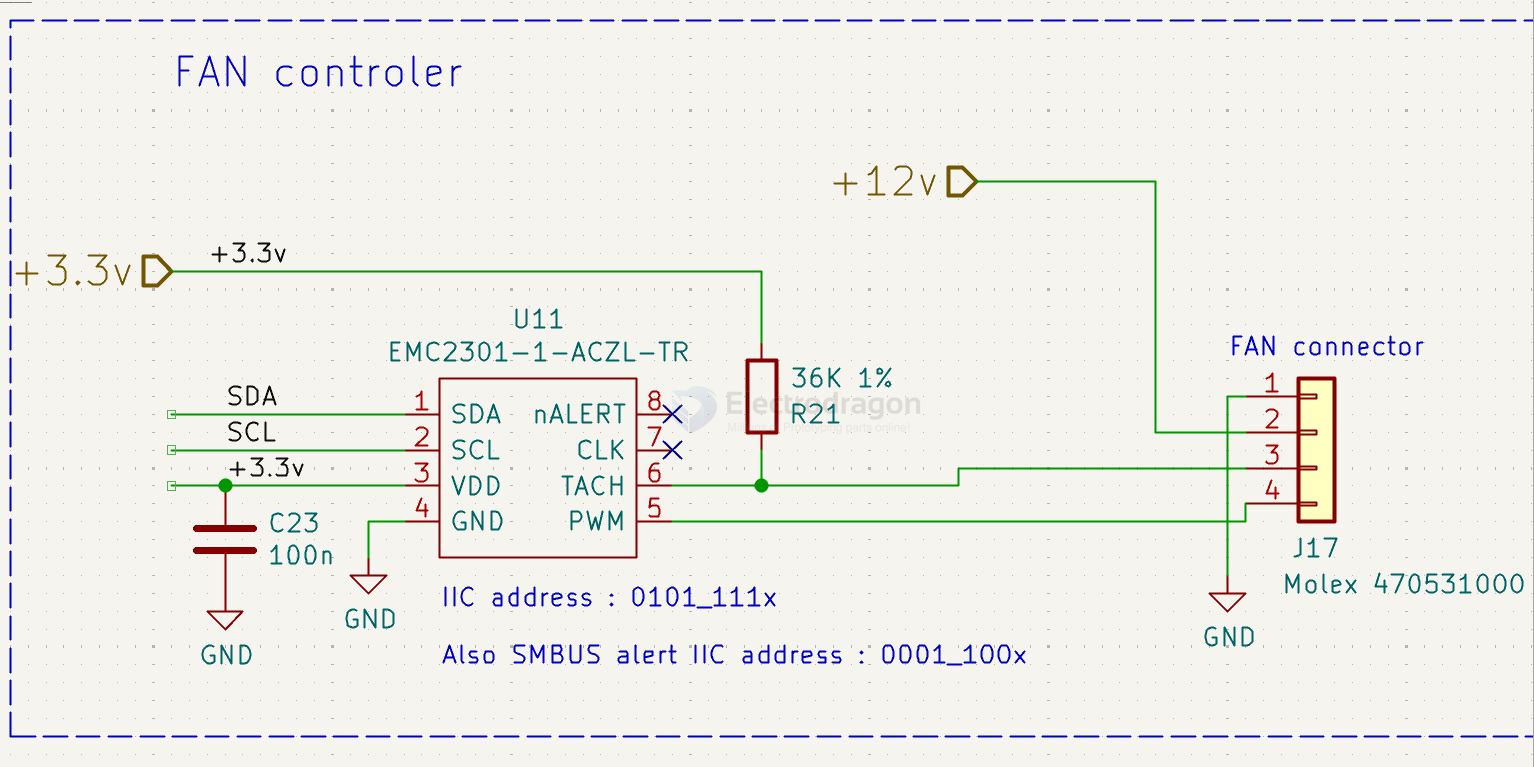 FAN controler
+12v
+3.3v
+3.3v
U11
EMC2301-1-ACZL-TR
FAN connector
36K 1%
R21
Electrodragon
SDA
SCL
+3.3v
1
2
3
4
SDA
SCL
VDD
GND
nALERT
CLK
TACH
PWM
8
7
6
5
1
2
3
4
C23
100n
J17
Molex 470531000
IIC address : 0101_111x
GND
GND
GND
Also SMBUS alert IIC address : 0001_100x